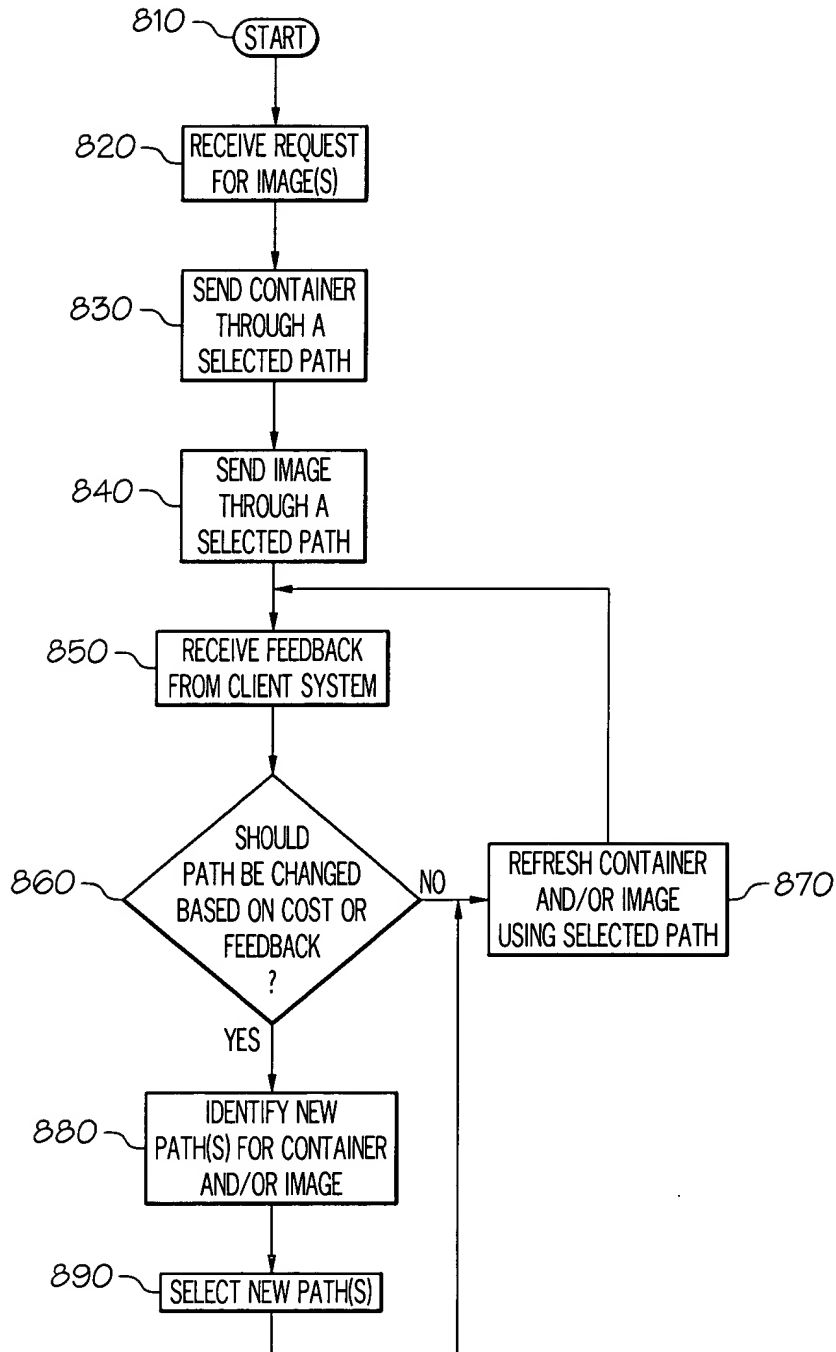 810
START
820
RECEIVE REQUEST
FOR IMAGE(S)
830
SEND CONTAINER
THROUGH A
SELECTED PATH
840
SEND IMAGE
THROUGH A
SELECTED PATH
850
RECEIVE FEEDBACK
FROM CLIENT SYSTEM
860
SHOULD
PATH BE CHANGED
BASED ON COST OR
FEEDBACK
?
NO
YES
REFRESH CONTAINER
AND/OR IMAGE
USING SELECTED PATH
870
880
IDENTIFY NEW
PATH(S) FOR CONTAINER
AND/OR IMAGE
890
SELECT NEW PATH(S)